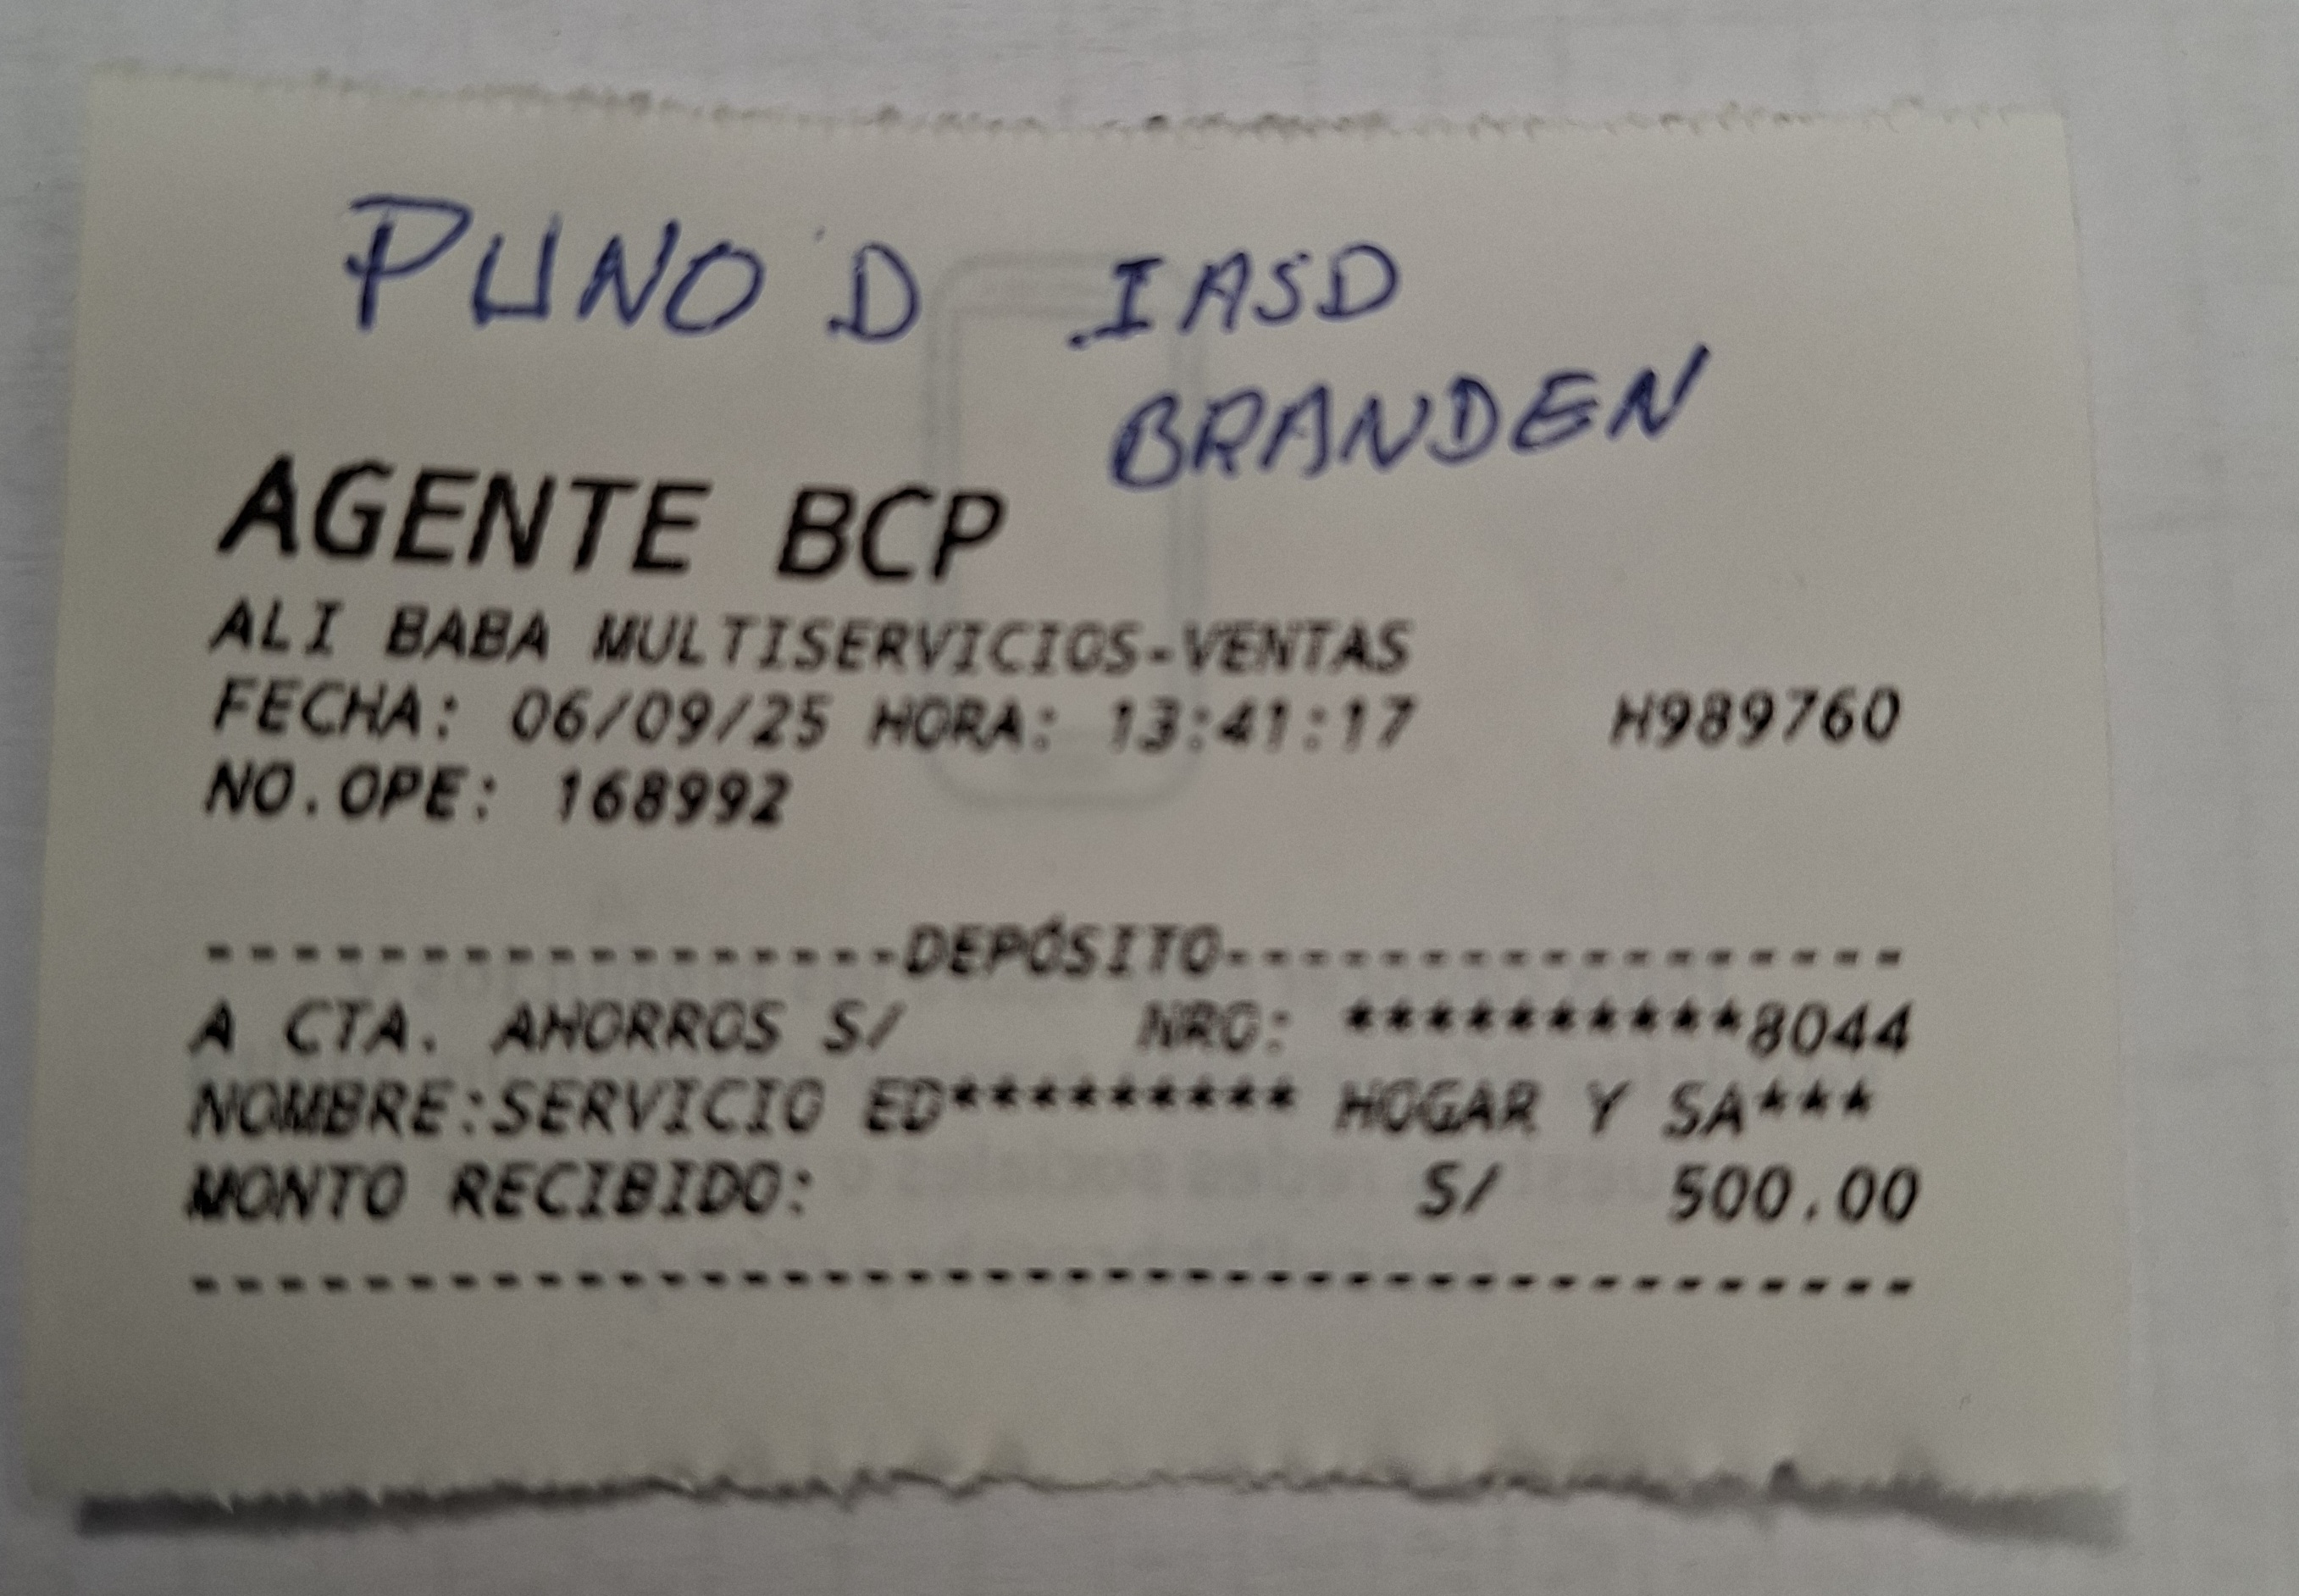 PUNO D IASD
BRANDEN
AGENTE BCP
ALI BABA MULTISERVICIOS-VENTAS
FECHA: 06/09/25 HORA: 13:41:17 H989760
NO.OPE: 168992
------------------DEPÓSITO------------------
A CTA. AHORROS S/ NRO: ***********8044
NOMBRE:SERVICIO ED********* HOGAR Y SA***
MONTO RECIBIDO: S/ 500.00